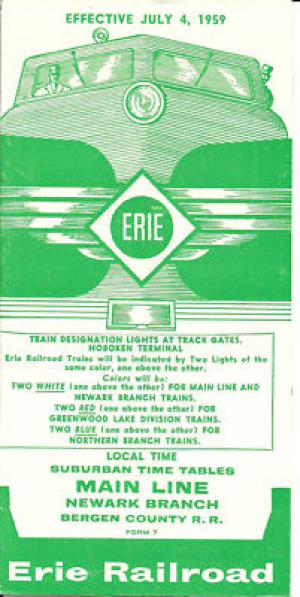 EFFECTIVE JULY 4, 1959
ERIE
TRAIN DESIGNATION LIGHTS AT TRACK GATES.
HOBOKEN TERMINAL
Erie Railroad Trains will be indicated by Two Lights of the
same color, one above the other.
Colors will be:
TWO WHITE (one above the other) FOR MAIN LINE AND
NEWARK BRANCH TRAINS.
TWO RED (one above the other) FOR
GREENWOOD LAKE DIVISION TRAINS.
TWO BLUE (one above the other) FOR
NORTHERN BRANCH TRAINS.
LOCAL TIME
SUBURBAN TIME TABLES
MAIN LINE
NEWARK BRANCH
BERGEN COUNTY R. R.
FORM 7
Erie Railroad